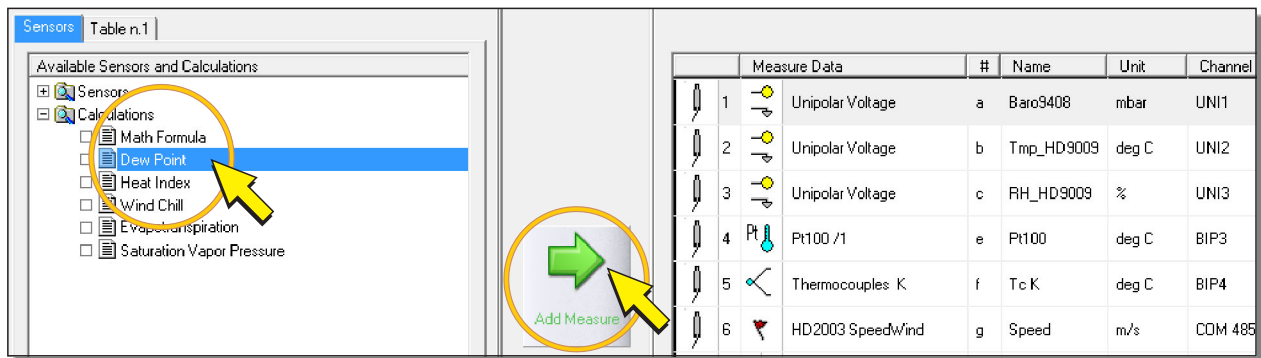 Sensors Table n.1
Available Sensors and Calculations
Sensors
Calculations
Math Formula
Dew Point
Heat Index
Wind Chill
Evapotranspiration
Saturation Vapor Pressure
Add Measure
Measure Data # Name Unit Channel
1 Unipolar Voltage a Baro9408 mbar UNI1
2 Unipolar Voltage b Tmp_HD9009 deg C UNI2
3 Unipolar Voltage c RH_HD9009 % UNI3
4 Pt Pt100 /1 e Pt100 deg C BIP3
5 Thermocouples K f Tc K deg C BIP4
6 HD2003 SpeedWind g Speed m/s COM 485